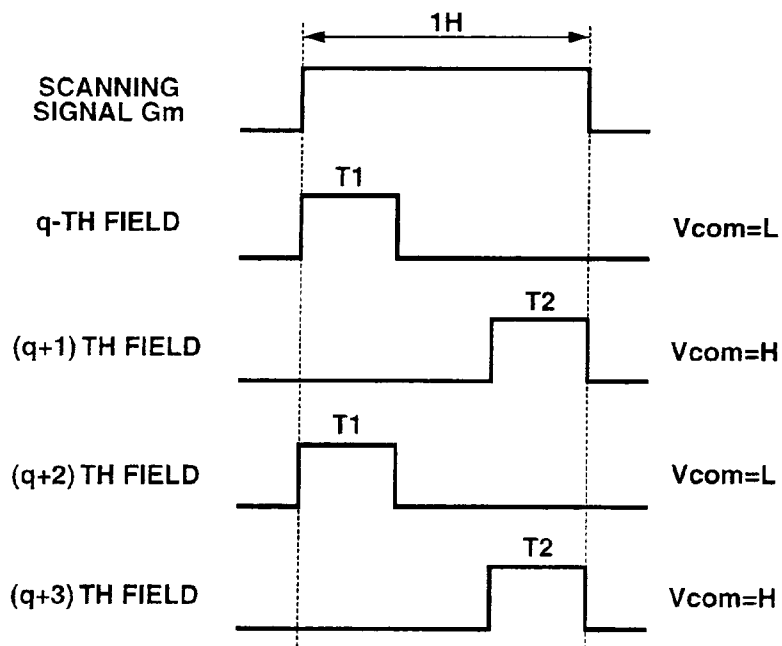 1H
SCANNING
SIGNAL Gm
T1
q-TH FIELD
Vcom=L
T2
(q+1) TH FIELD
Vcom=H
T1
(q+2) TH FIELD
Vcom=L
T2
(q+3) TH FIELD
Vcom=H